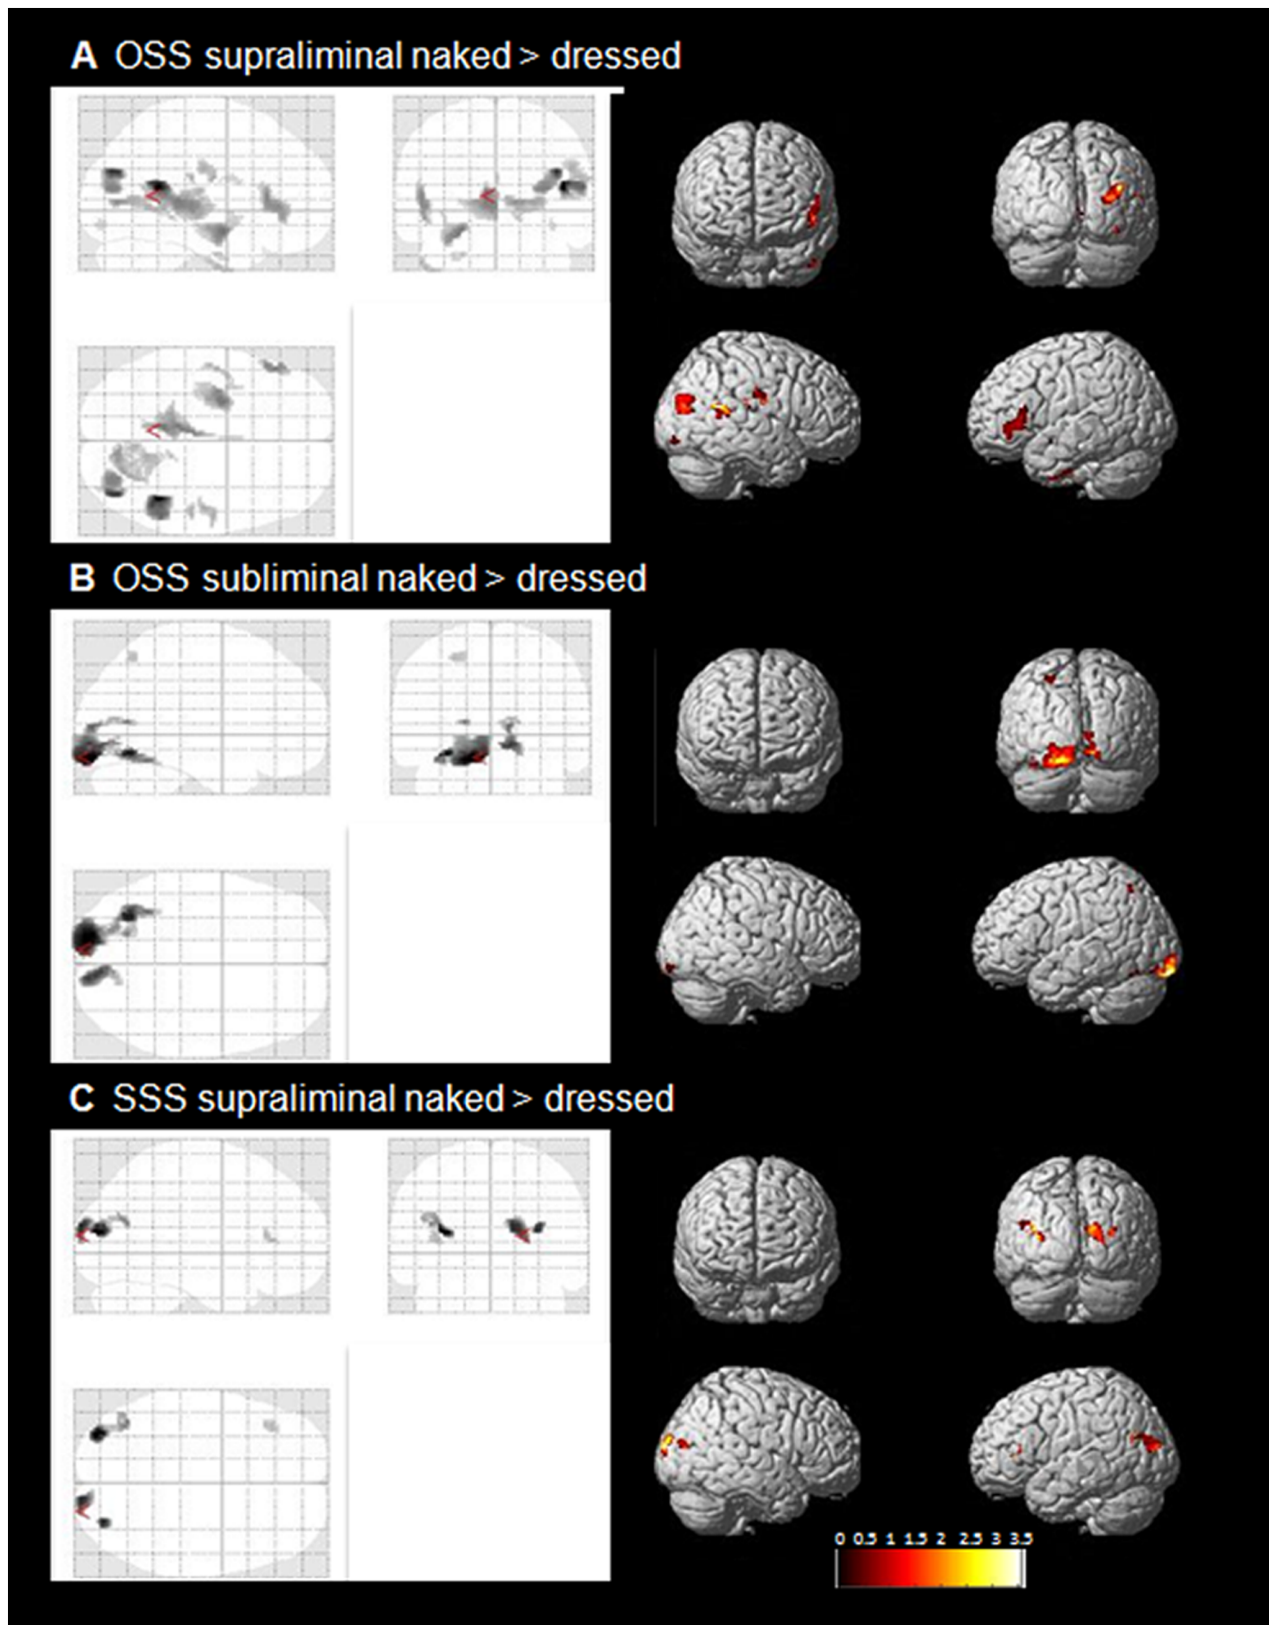 A OSS supraliminal naked > dressed
B OSS subliminal naked > dressed
C SSS supraliminal naked > dressed
0 0.5 1 1.5 2 2.5 3 3.5